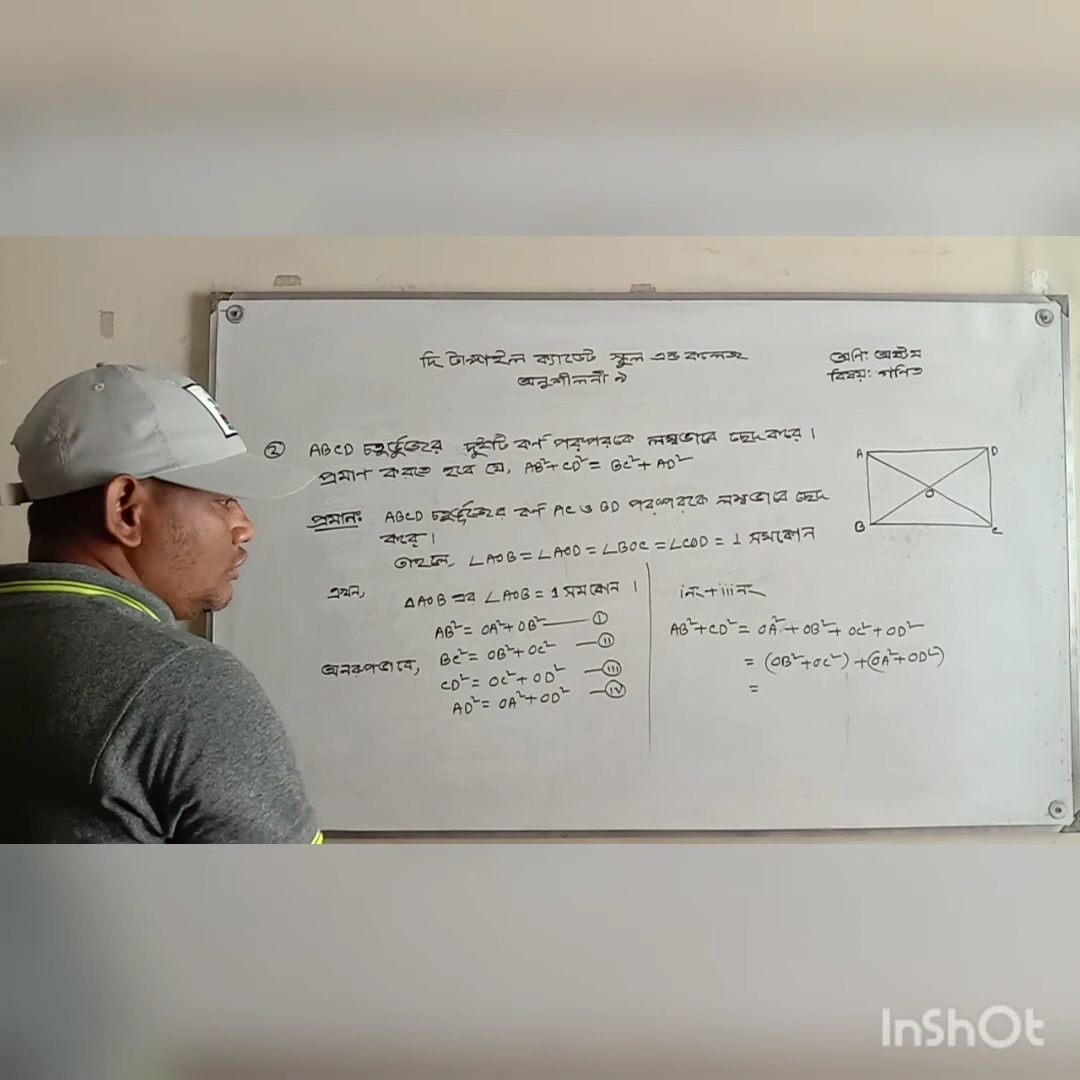 দি টাঙ্গাইল ক্যাডেট স্কুল এন্ড কলেজ
অনুশীলনী ৯
শ্রেনি: অষ্টম
বিষয়: গণিত
② ABCD চতুর্ভুজের দুইটি কর্ণ পরস্পরকে লম্বভাবে ছেদ করে।
প্রমাণ করতে হবে যে, AB²+CD² = BC²+AD²
প্রমান: ABCD চতুর্ভুজের কর্ণ AC ও BD পরস্পরকে লম্বভাবে ছেদ
করে।
তাহলে, ∠AOB = ∠AOD = ∠BOC = ∠COD = 1 সমকোন
এখন, ΔAOB এর ∠AOB = 1 সমকোন।
AB² = OA²+OB² — ⓘ
অনুরূপভাবে, BC² = OB²+OC² — ⅱ
CD² = OC²+OD² — ⅲ
AD² = OA²+OD² — ⅳ
iনং+iiiনং
AB²+CD² = OA²+OB²+OC²+OD²
= (OB²+OC²)+(OA²+OD²)
=
A
D
O
B
C
InShOt